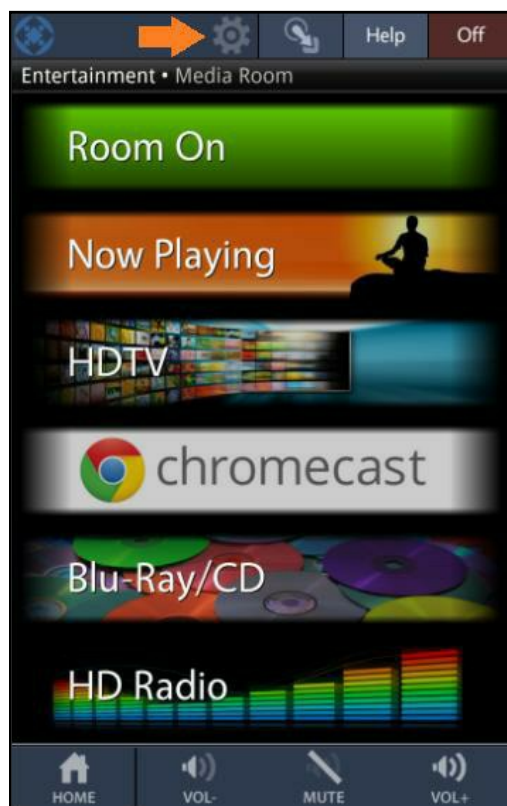 Help Off
Entertainment • Media Room
Room On
Now Playing
HDTV
chromecast
Blu-Ray/CD
HD Radio
HOME VOL- MUTE VOL+